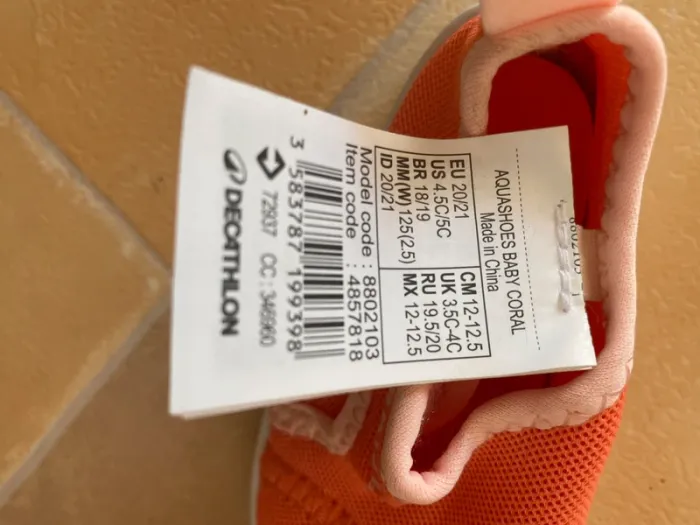 8802103
AQUASHOES BABY CORAL
Made in China
EU 20/21 CM 12-12.5
US 4.5C/5C UK 3.5C-4C
BR 18/19 RU 19.5/20
MM(W) 125(2.5) MX 12-12.5
ID 20/21
Model code : 8802103
Item code : 4857818
3 583787 199398
72937 CC : 346960
DECATHLON